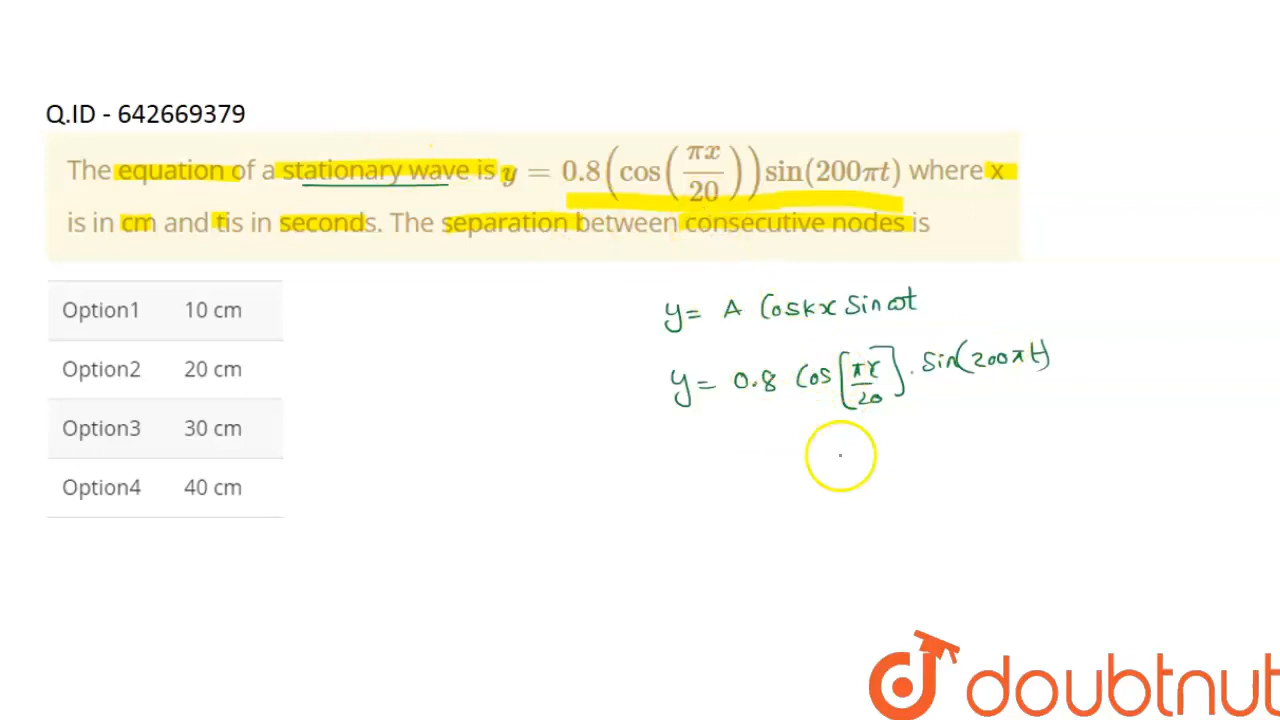 Q.ID - 642669379
The equation of a stationary wave is y = 0.8(cos(πx/20))sin(200πt) where x
is in cm and tis in seconds. The separation between consecutive nodes is
Option1 10 cm
Option2 20 cm
Option3 30 cm
Option4 40 cm
y = A Coskx Sinωt
y = 0.8 Cos[πx/20] . Sin(200πt)
doubtnut